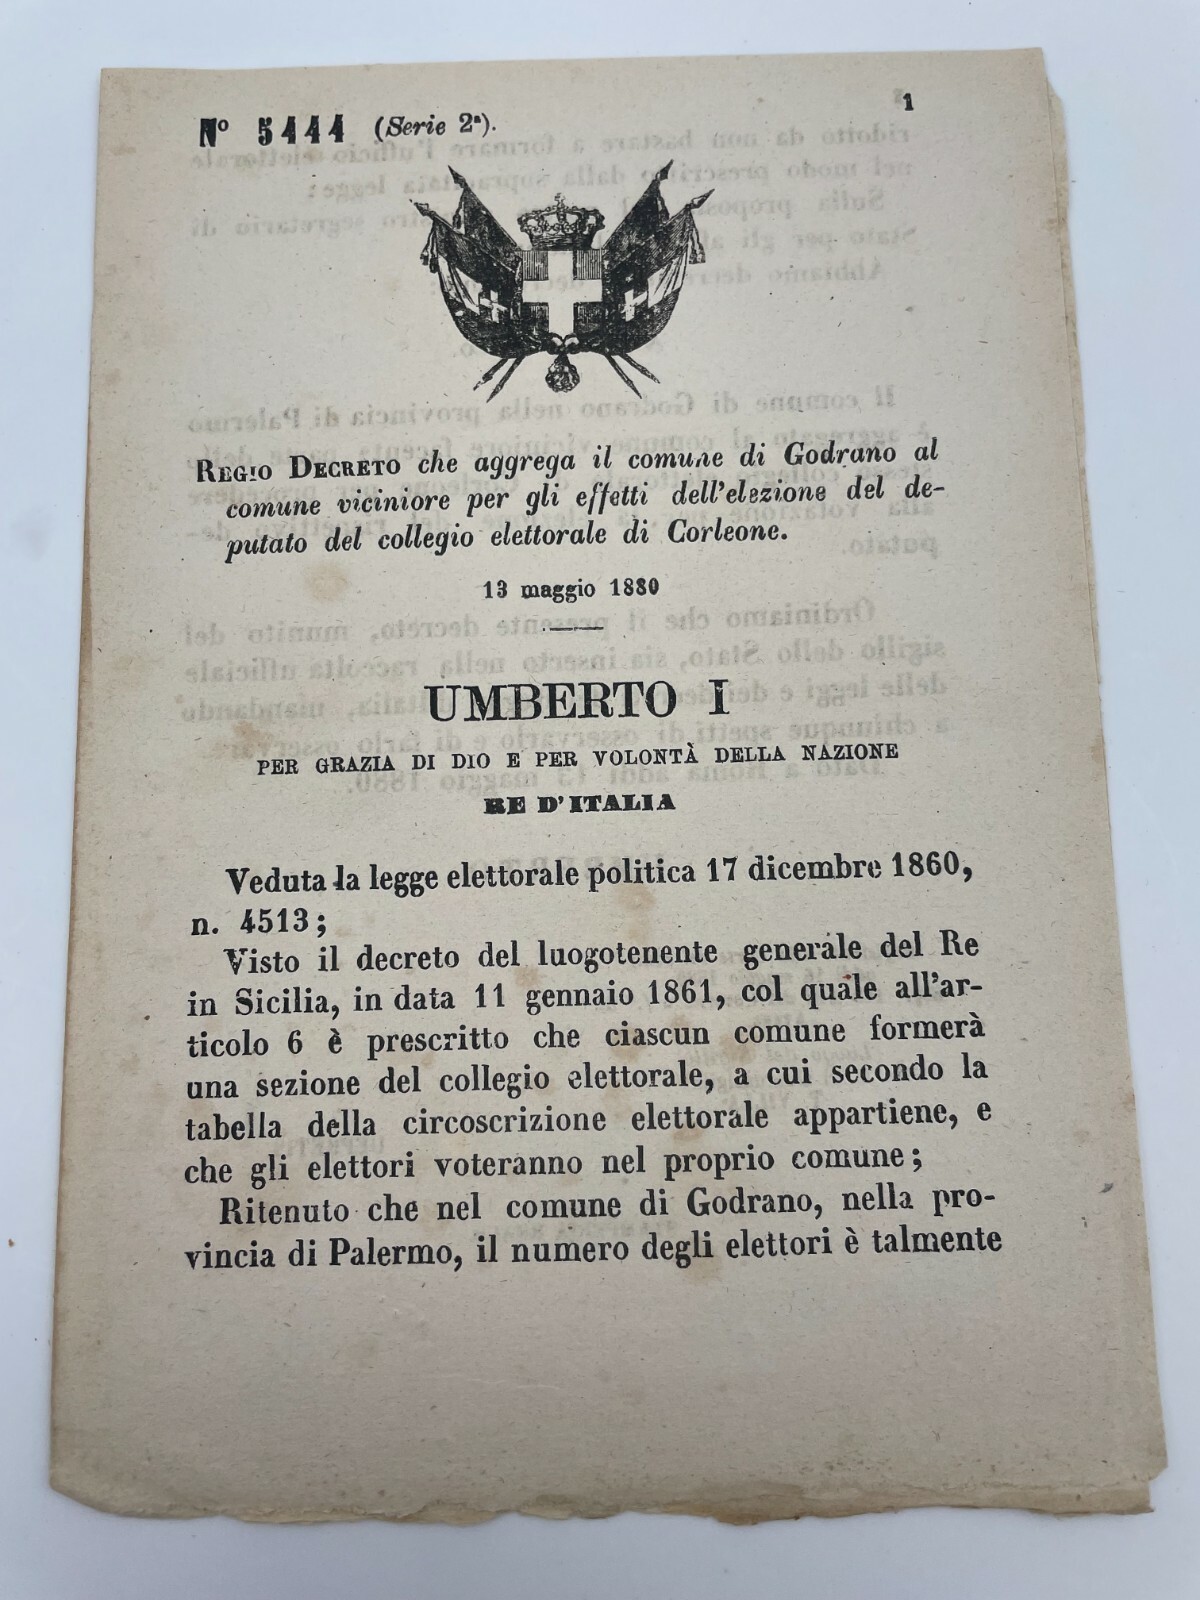 1
Nº 5444 (Serie 2ª).
REGIO DECRETO che aggrega il comune di Godrano al
comune viciniore per gli effetti dell'elezione del de-
putato del collegio elettorale di Corleone.
13 maggio 1880
UMBERTO I
PER GRAZIA DI DIO E PER VOLONTÀ DELLA NAZIONE
RE D'ITALIA
Veduta la legge elettorale politica 17 dicembre 1860,
n. 4513;
Visto il decreto del luogotenente generale del Re
in Sicilia, in data 11 gennaio 1861, col quale all'ar-
ticolo 6 è prescritto che ciascun comune formerà
una sezione del collegio elettorale, a cui secondo la
tabella della circoscrizione elettorale appartiene, e
che gli elettori voteranno nel proprio comune;
Ritenuto che nel comune di Godrano, nella pro-
vincia di Palermo, il numero degli elettori è talmente